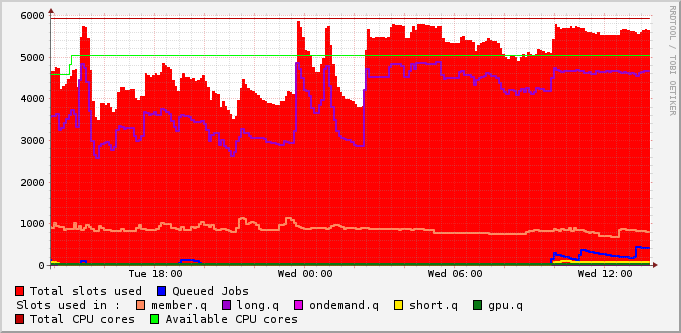 6000
5000
4000
3000
2000
1000
0
Tue 18:00 Wed 00:00 Wed 06:00 Wed 12:00
Total slots used Queued Jobs
Slots used in : member.q long.q ondemand.q short.q gpu.q
Total CPU cores Available CPU cores
RRDTOOL / TOBI OETIKER